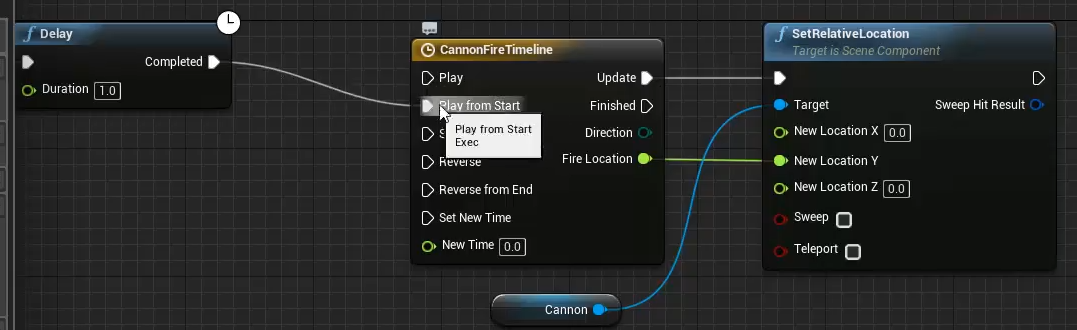 f Delay
Completed
Duration 1.0
CannonFireTimeline
Play
Update
Play from Start
Finished
Play from Start
Exec
S
Direction
Reverse
Fire Location
Reverse from End
Set New Time
New Time 0.0
Cannon
f SetRelativeLocation
Target is Scene Component
Target
Sweep Hit Result
New Location X 0.0
New Location Y
New Location Z 0.0
Sweep
Teleport